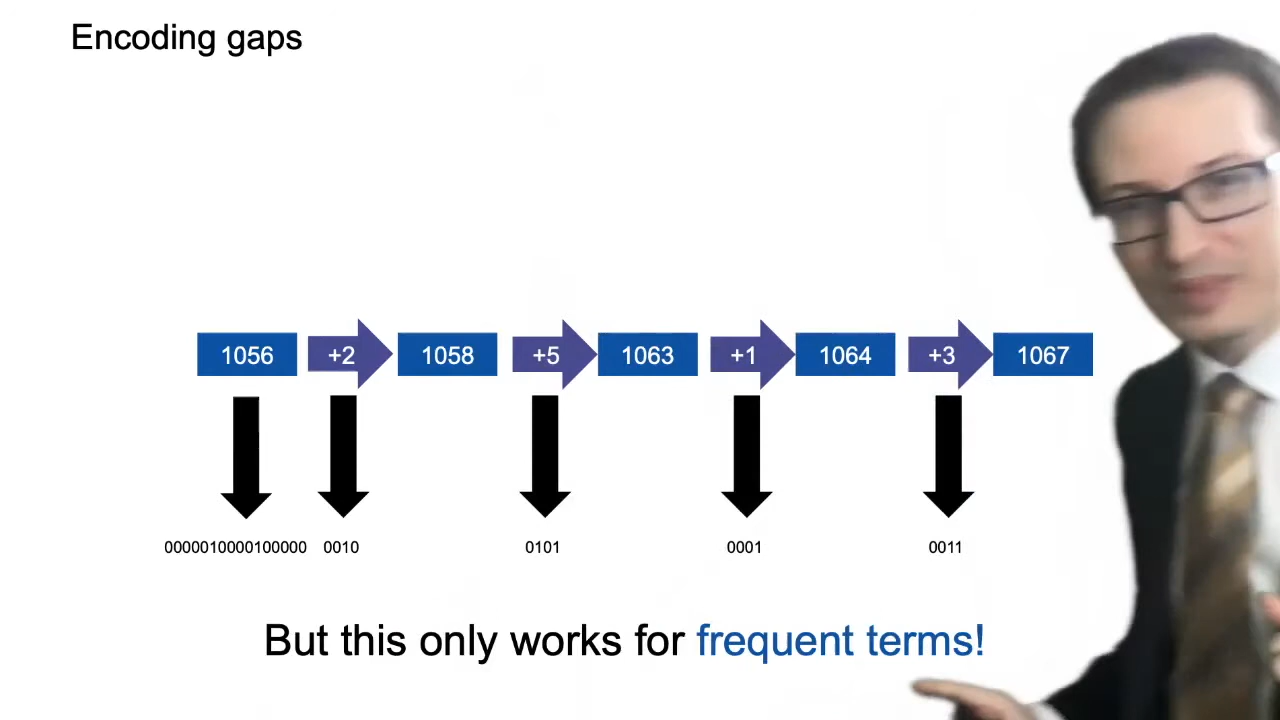 Encoding gaps
1056 +2 1058 +5 1063 +1 1064 +3 1067
0000010000100000 0010 0101 0001 0011
But this only works for frequent terms!